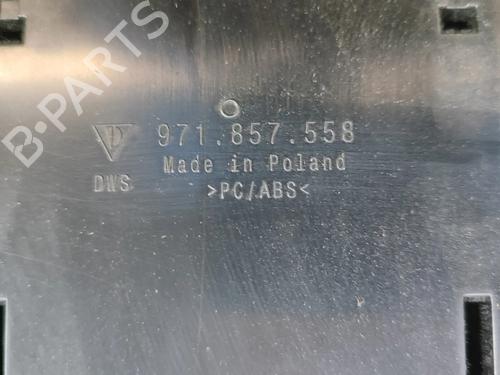 B-PARTS
971.857.558
Made in Poland
DWS
>PC/ABS<